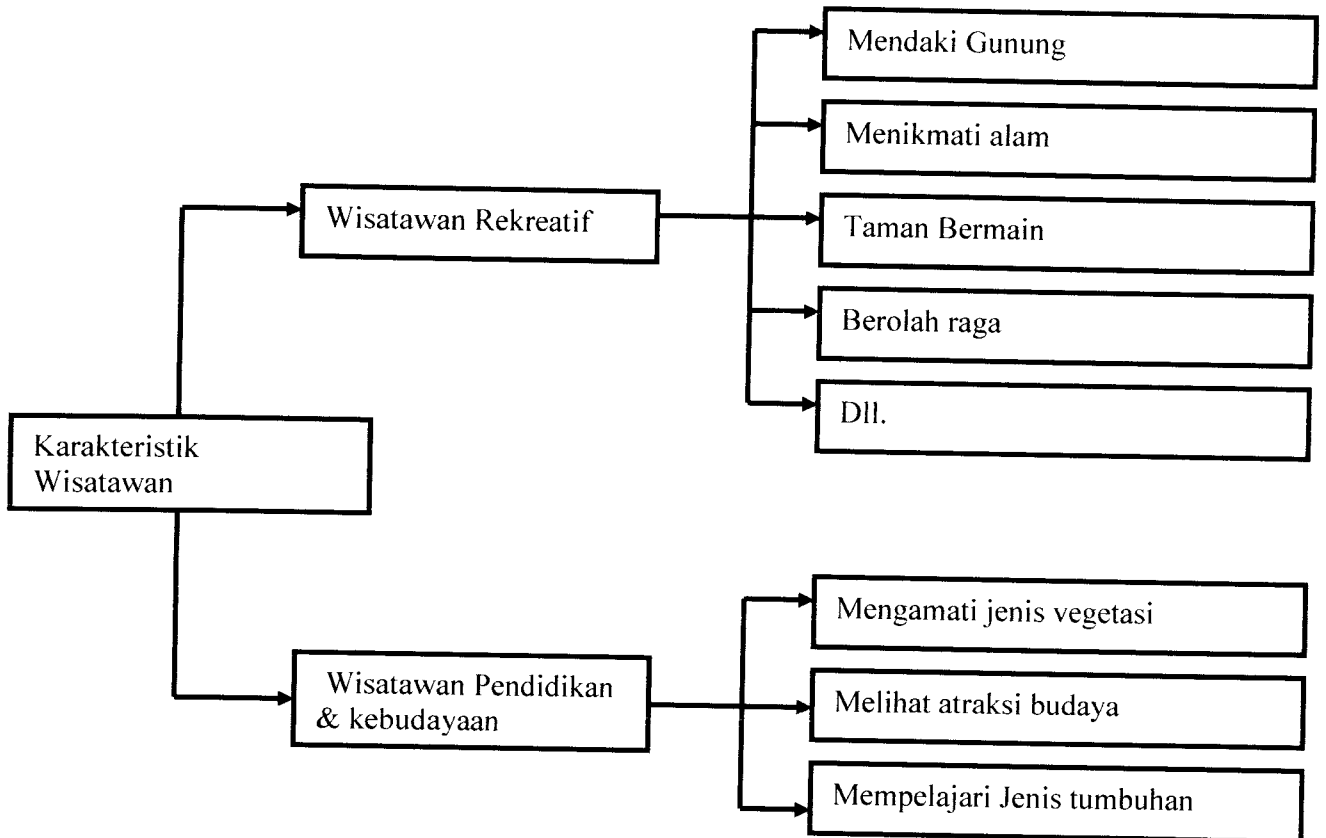 Mendaki Gunung
Menikmati alam
Wisatawan Rekreatif
Taman Bermain
Berolah raga
Dll.
Karakteristik
Wisatawan
Mengamati jenis vegetasi
Wisatawan Pendidikan
& kebudayaan
Melihat atraksi budaya
Mempelajari Jenis tumbuhan